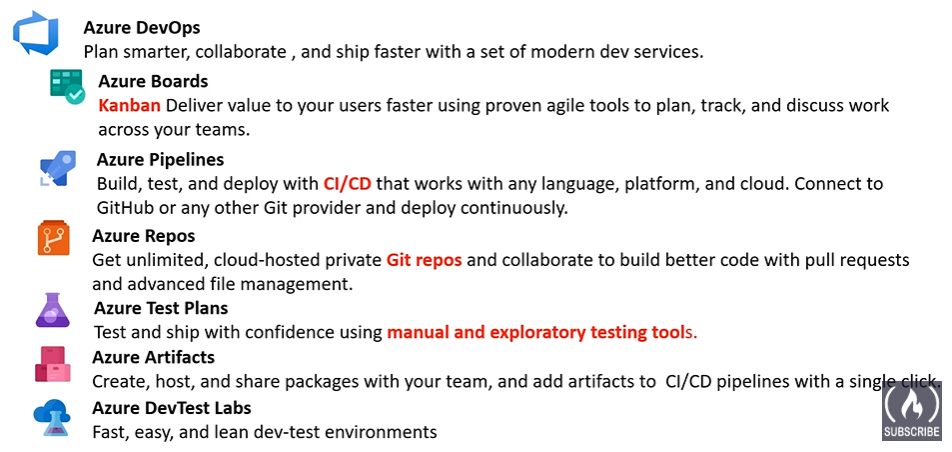 Azure DevOps
Plan smarter, collaborate , and ship faster with a set of modern dev services.
Azure Boards
Kanban Deliver value to your users faster using proven agile tools to plan, track, and discuss work
across your teams.
Azure Pipelines
Build, test, and deploy with CI/CD that works with any language, platform, and cloud. Connect to
GitHub or any other Git provider and deploy continuously.
Azure Repos
Get unlimited, cloud-hosted private Git repos and collaborate to build better code with pull requests
and advanced file management.
Azure Test Plans
Test and ship with confidence using manual and exploratory testing tools.
Azure Artifacts
Create, host, and share packages with your team, and add artifacts to CI/CD pipelines with a single click.
Azure DevTest Labs
Fast, easy, and lean dev-test environments
SUBSCRIBE